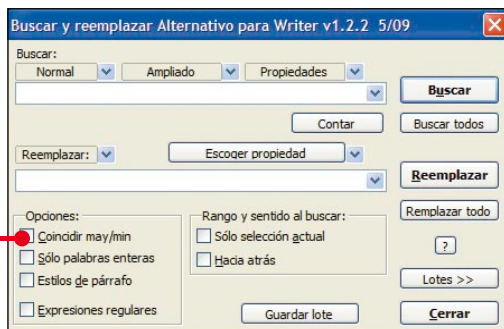 Buscar y reemplazar Alternativo para Writer v1.2.2 5/09
Buscar:
Normal Ampliado Propiedades
Buscar
Contar Buscar todos
Reemplazar: Escoger propiedad
Reemplazar
Remplazar todo
Opciones: Rango y sentido al buscar:
Coincidir may/min Sólo selección actual
?
Sólo palabras enteras Hacia atrás
Estilos de párrafo Lotes >>
Expresiones regulares Guardar lote Cerrar